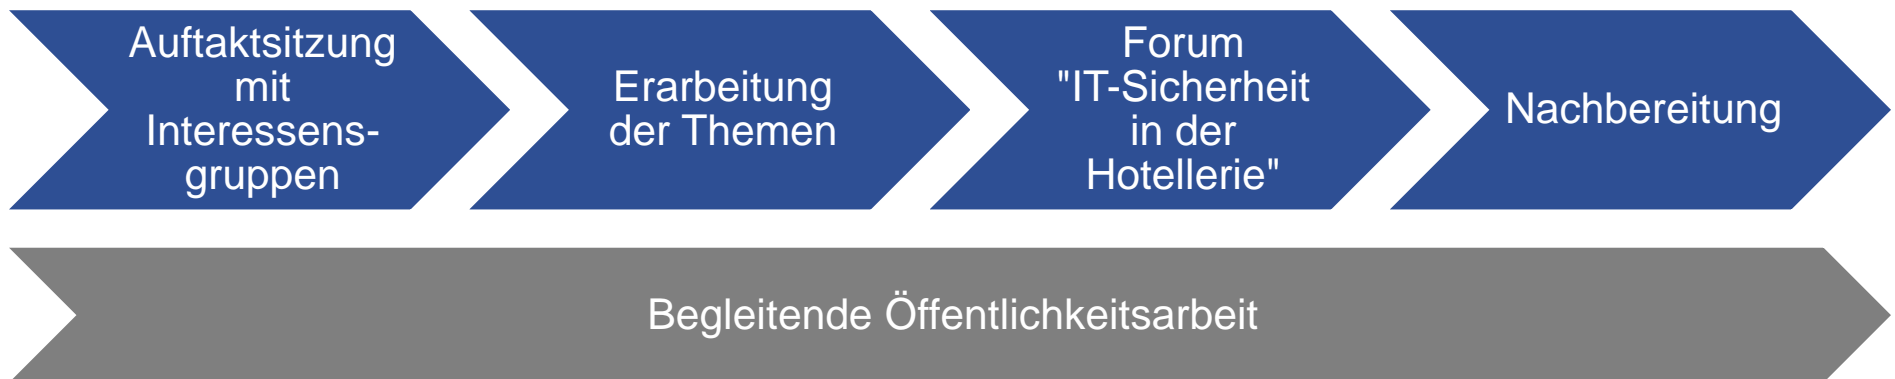 Auftaktsitzung
mit
Interessens-
gruppen
Erarbeitung
der Themen
Forum
"IT-Sicherheit
in der
Hotellerie"
Nachbereitung
Begleitende Öffentlichkeitsarbeit